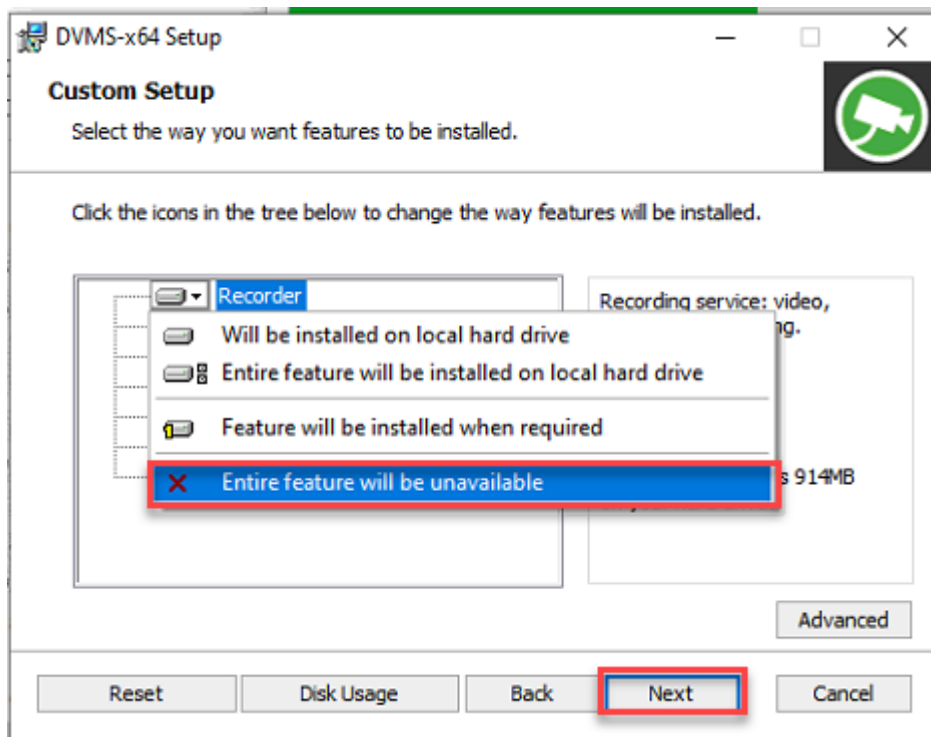 DVMS-x64 Setup
Custom Setup
Select the way you want features to be installed.
Click the icons in the tree below to change the way features will be installed.
Recorder
Recording service: video,
Will be installed on local hard drive
Entire feature will be installed on local hard drive
Feature will be installed when required
Entire feature will be unavailable
914MB
Advanced
Reset
Disk Usage
Back
Next
Cancel